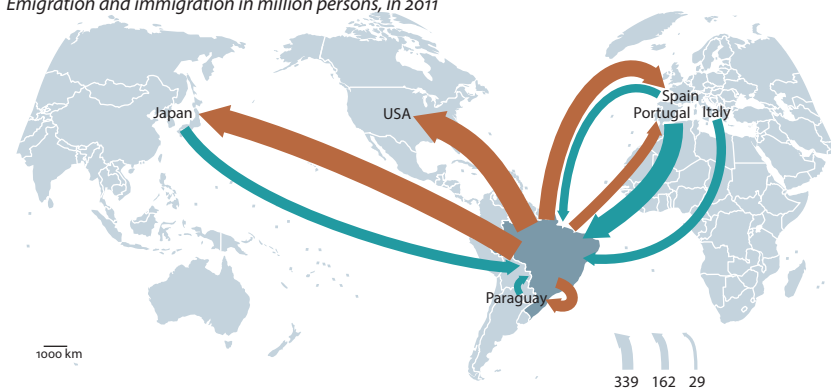 Emigration and immigration in million persons, in 2011
Japan
USA
Spain
Portugal
Italy
Paraguay
1000 km
339
162
29